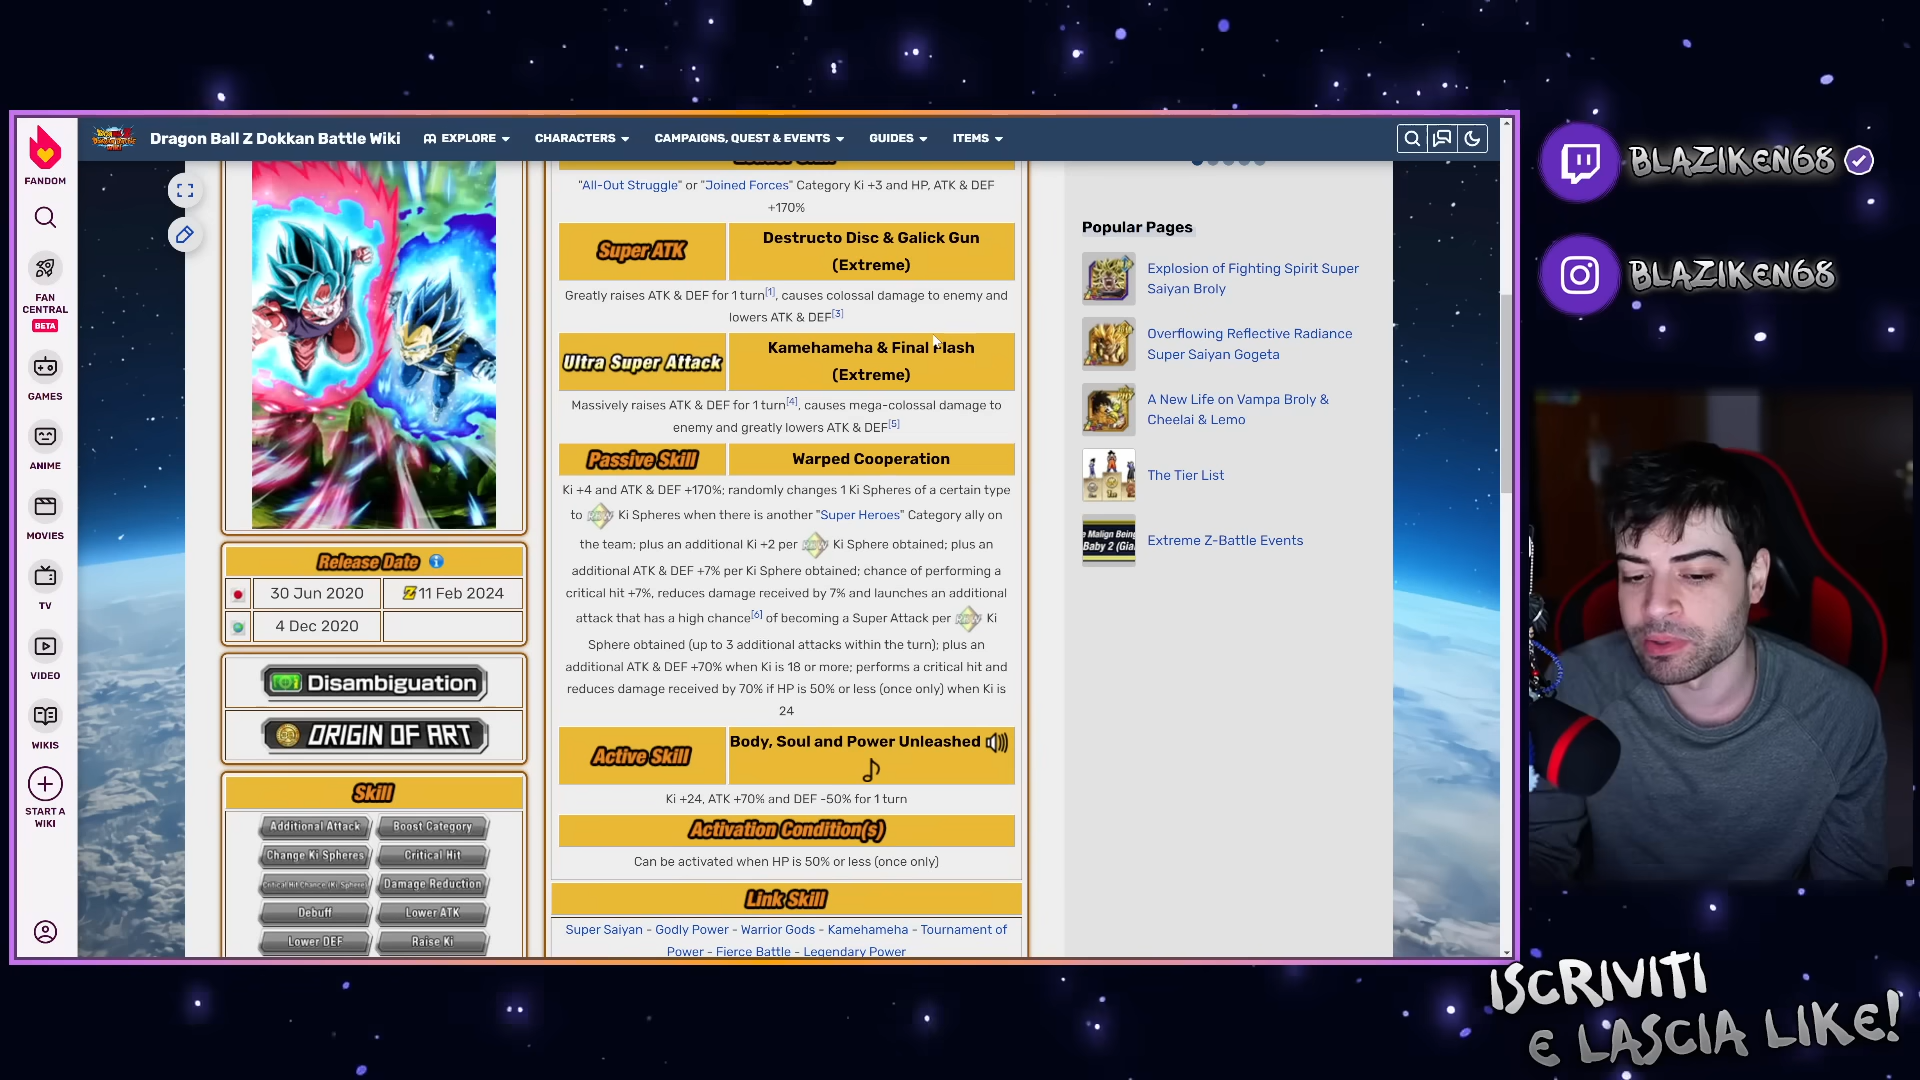 FANDOM
FAN CENTRAL
BETA
GAMES
ANIME
MOVIES
TV
VIDEO
WIKIS
START A WIKI
Dragon Ball Z Dokkan Battle Wiki
EXPLORE
CHARACTERS
CAMPAIGNS, QUEST & EVENTS
GUIDES
ITEMS
Release Date
30 Jun 2020
Z 11 Feb 2024
4 Dec 2020
Disambiguation
ORIGIN OF ART
Skill
Additional Attack
Boost Category
Change Ki Spheres
Critical Hit
Critical Hit Chance (Ki Sphere)
Damage Reduction
Debuff
Lower ATK
Lower DEF
Raise Ki
"All-Out Struggle" or "Joined Forces" Category Ki +3 and HP, ATK & DEF
+170%
Super ATK
Destructo Disc & Galick Gun
(Extreme)
Greatly raises ATK & DEF for 1 turn[1], causes colossal damage to enemy and
lowers ATK & DEF[3]
Ultra Super Attack
Kamehameha & Final Flash
(Extreme)
Massively raises ATK & DEF for 1 turn[4], causes mega-colossal damage to
enemy and greatly lowers ATK & DEF[5]
Passive Skill
Warped Cooperation
Ki +4 and ATK & DEF +170%; randomly changes 1 Ki Spheres of a certain type
to Ki Spheres when there is another "Super Heroes" Category ally on
the team; plus an additional Ki +2 per Ki Sphere obtained; plus an
additional ATK & DEF +7% per Ki Sphere obtained; chance of performing a
critical hit +7%, reduces damage received by 7% and launches an additional
attack that has a high chance[6] of becoming a Super Attack per Ki
Sphere obtained (up to 3 additional attacks within the turn); plus an
additional ATK & DEF +70% when Ki is 18 or more; performs a critical hit and
reduces damage received by 70% if HP is 50% or less (once only) when Ki is
24
Active Skill
Body, Soul and Power Unleashed
Ki +24, ATK +70% and DEF -50% for 1 turn
Activation Condition(s)
Can be activated when HP is 50% or less (once only)
Link Skill
Super Saiyan - Godly Power - Warrior Gods - Kamehameha - Tournament of
Power - Fierce Battle - Legendary Power
Popular Pages
Explosion of Fighting Spirit Super
Saiyan Broly
Overflowing Reflective Radiance
Super Saiyan Gogeta
A New Life on Vampa Broly &
Cheelai & Lemo
The Tier List
Extreme Z-Battle Events
BLAZIKEN68
BLAZIKEN68
ISCRIVITI
E LASCIA LIKE!